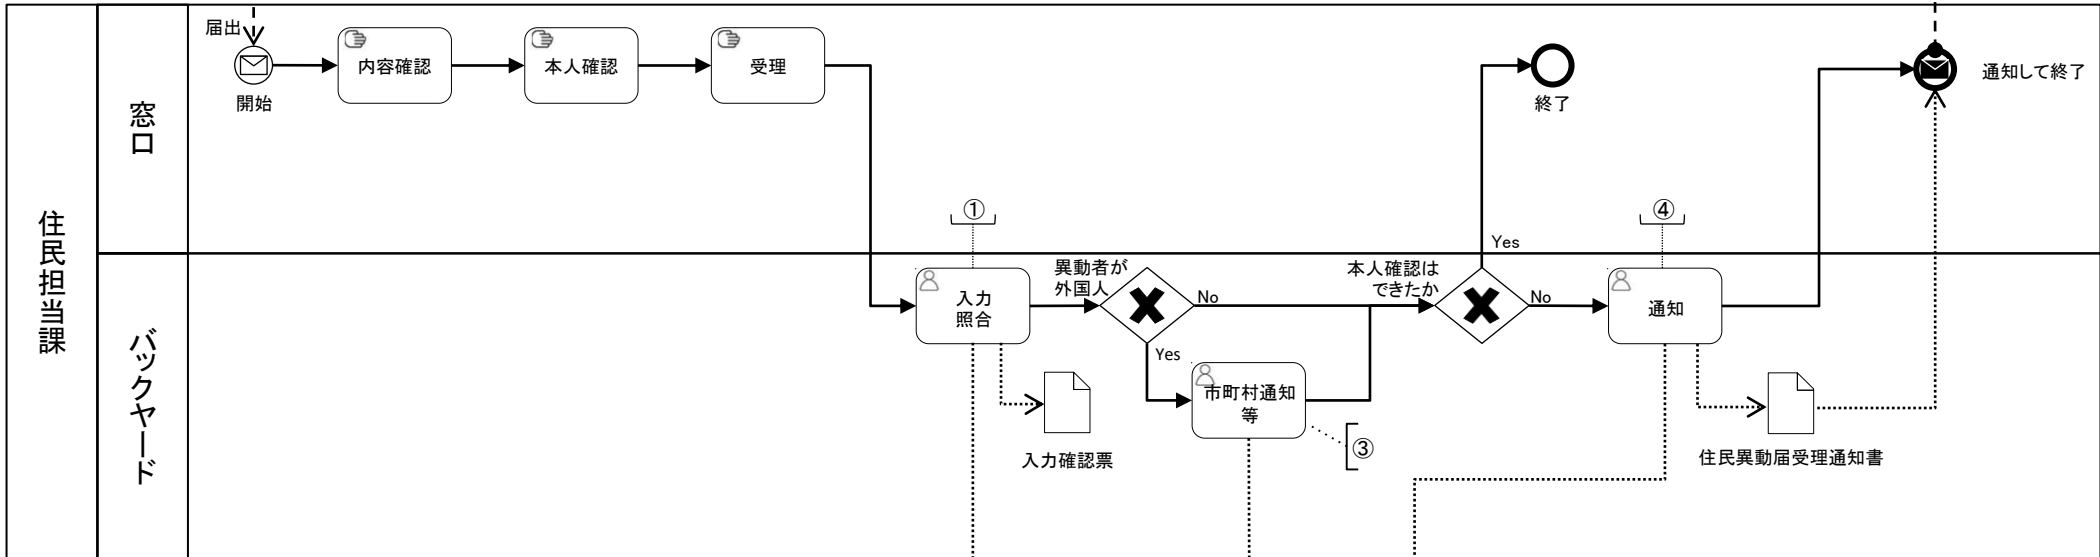 住民担当課
窓口
届出
開始
内容確認
本人確認
受理
終了
通知して終了
バックヤード
①
入力
照合
入力確認票
異動者が
外国人
No
Yes
市町村通知
等
③
本人確認は
できたか
Yes
No
④
通知
住民異動届受理通知書